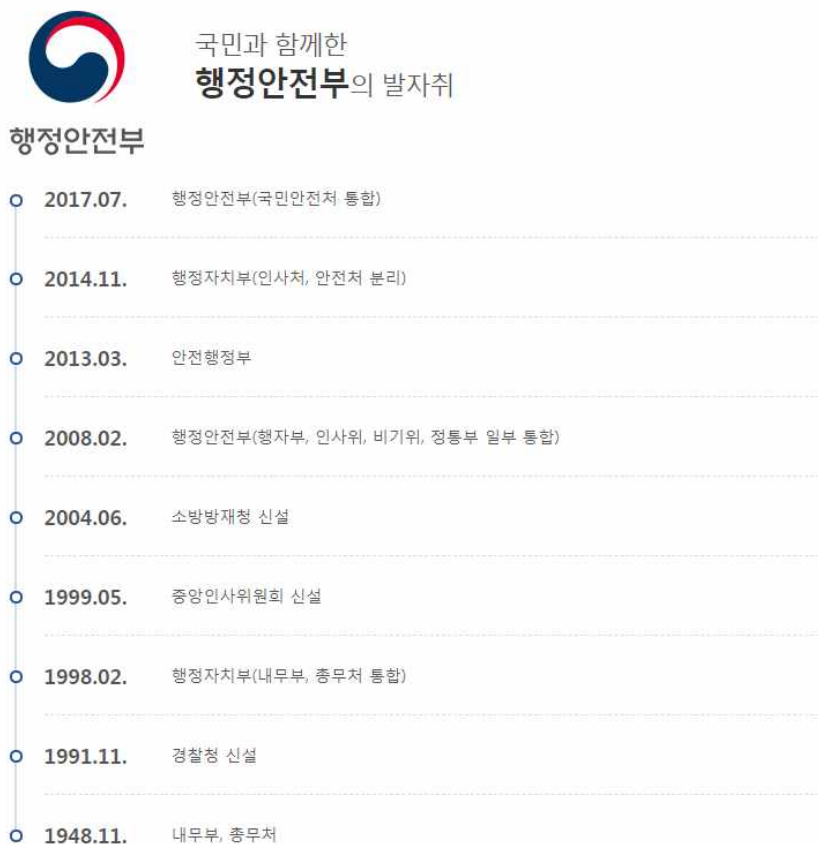 국민과 함께한
행정안전부의 발자취
행정안전부
2017.07. 행정안전부(국민안전처 통합)
2014.11. 행정자치부(인사처, 안전처 분리)
2013.03. 안전행정부
2008.02. 행정안전부(행자부, 인사위, 비기위, 정통부 일부 통합)
2004.06. 소방방재청 신설
1999.05. 중앙인사위원회 신설
1998.02. 행정자치부(내무부, 총무처 통합)
1991.11. 경찰청 신설
1948.11. 내무부, 총무처